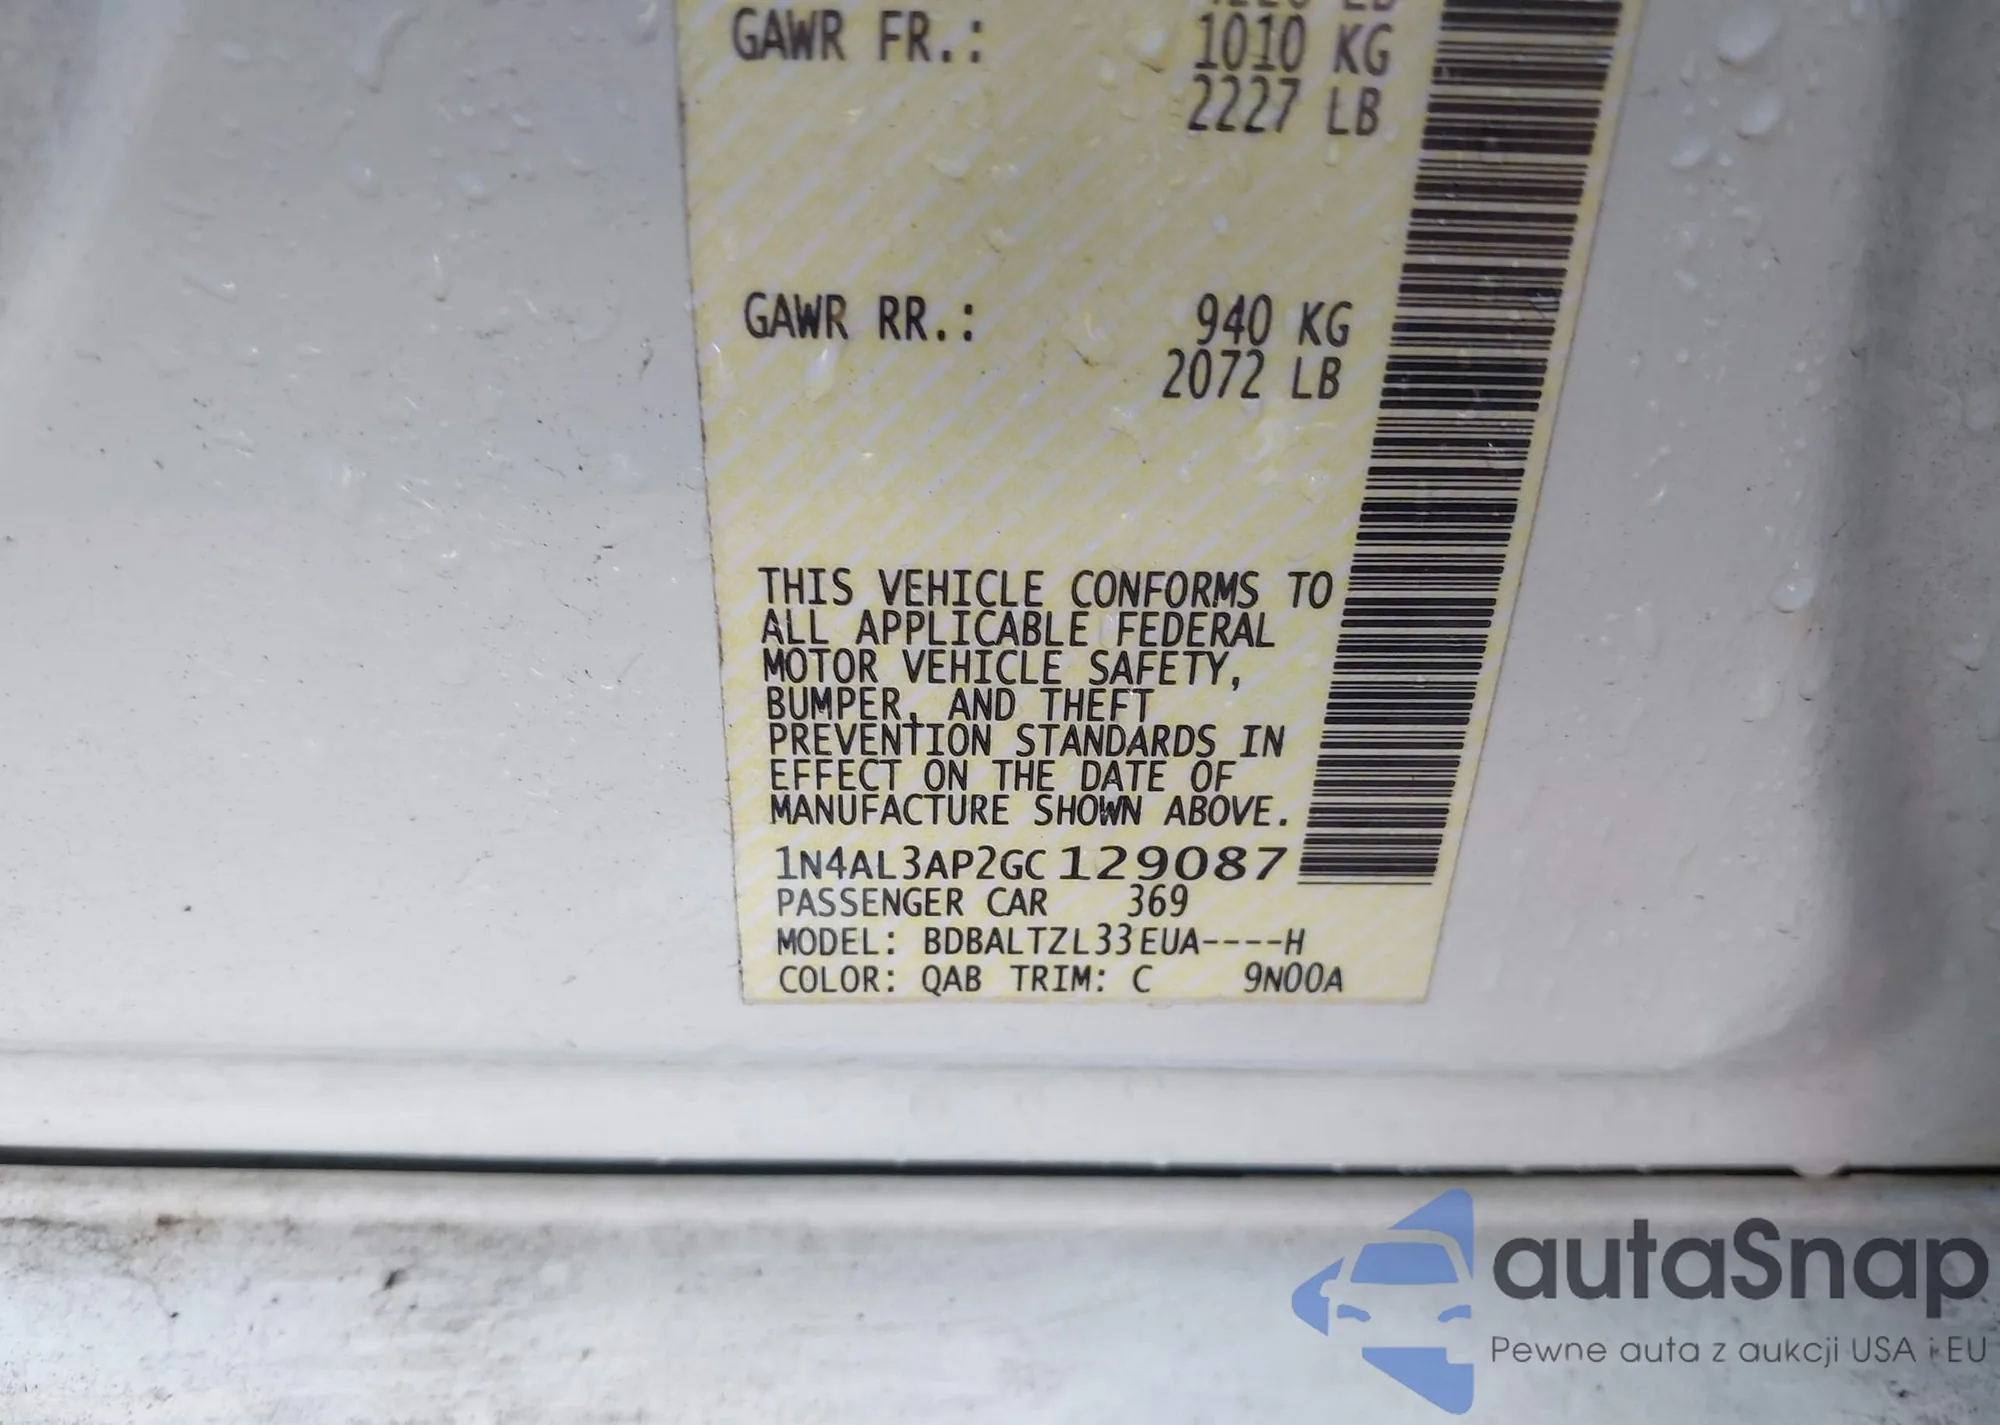 GAWR FR.: 1010 KG
2227 LB
GAWR RR.: 940 KG
2072 LB
THIS VEHICLE CONFORMS TO
ALL APPLICABLE FEDERAL
MOTOR VEHICLE SAFETY,
BUMPER, AND THEFT
PREVENTION STANDARDS IN
EFFECT ON THE DATE OF
MANUFACTURE SHOWN ABOVE.
1N4AL3AP2GC129087
PASSENGER CAR 369
MODEL: BDBALTZL33EUA----H
COLOR: QAB TRIM: C 9N00A
autaSnap
Pewne auta z aukcji USA i EU